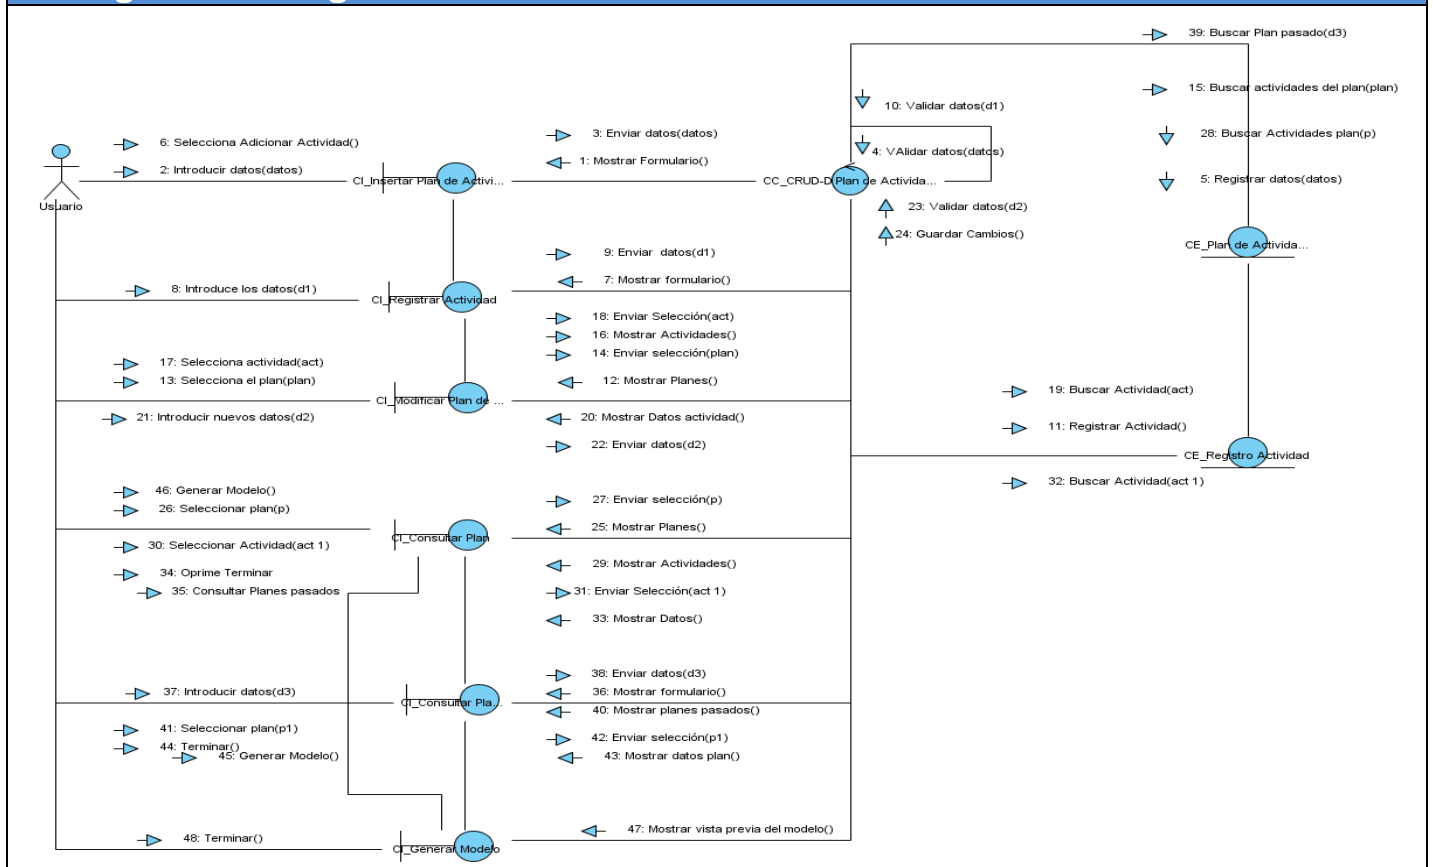 39: Buscar Plan pasado(d3)
15: Buscar actividades del plan(plan)
10: Validar datos(d1)
28: Buscar Actividades plan(p)
3: Enviar datos(datos)
6: Selecciona Adicionar Actividad()
4: VAlidar datos(datos)
1: Mostrar Formulario()
2: Introducir datos(datos)
5: Registrar datos(datos)
CI_Insertar Plan de Activi...
CC_CRUD-D Plan de Activida...
Usuario
23: Validar datos(d2)
24: Guardar Cambios()
CE_Plan de Activida...
9: Enviar datos(d1)
7: Mostrar formulario()
8: Introduce los datos(d1)
CI_Registrar Actividad
18: Enviar Selección(act)
16: Mostrar Actividades()
14: Enviar selección(plan)
17: Selecciona actividad(act)
13: Selecciona el plan(plan)
12: Mostrar Planes()
19: Buscar Actividad(act)
CI_Modificar Plan de ...
21: Introducir nuevos datos(d2)
20: Mostrar Datos actividad()
11: Registrar Actividad()
22: Enviar datos(d2)
CE_Registro Actividad
32: Buscar Actividad(act 1)
46: Generar Modelo()
27: Enviar selección(p)
26: Seleccionar plan(p)
25: Mostrar Planes()
CI_Consultar Plan
30: Seleccionar Actividad(act 1)
29: Mostrar Actividades()
34: Oprime Terminar
35: Consultar Planes pasados
31: Enviar Selección(act 1)
33: Mostrar Datos()
38: Enviar datos(d3)
37: Introducir datos(d3)
36: Mostrar formulario()
CI_Consultar Pla...
40: Mostrar planes pasados()
41: Seleccionar plan(p1)
42: Enviar selección(p1)
44: Terminar()
45: Generar Modelo()
43: Mostrar datos plan()
47: Mostrar vista previa del modelo()
48: Terminar()
CI_Generar Modelo